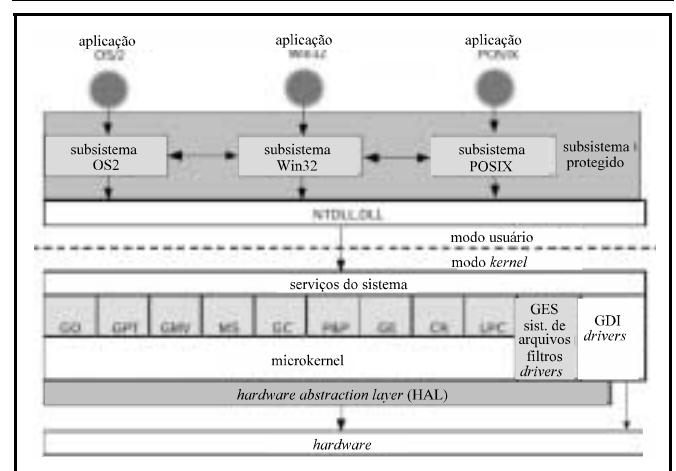 aplicação
OS/2
aplicação
Win32
aplicação
POSIX
subsistema
OS2
subsistema
Win32
subsistema
POSIX
subsistema
protegido
NTDLL.DLL
modo usuário
modo kernel
serviços do sistema
GO
GPT
GMV
MS
GC
P&P
GE
CR
LPC
GES
sist. de
arquivos
filtros
drivers
GDI
drivers
microkernel
hardware abstraction layer (HAL)
hardware